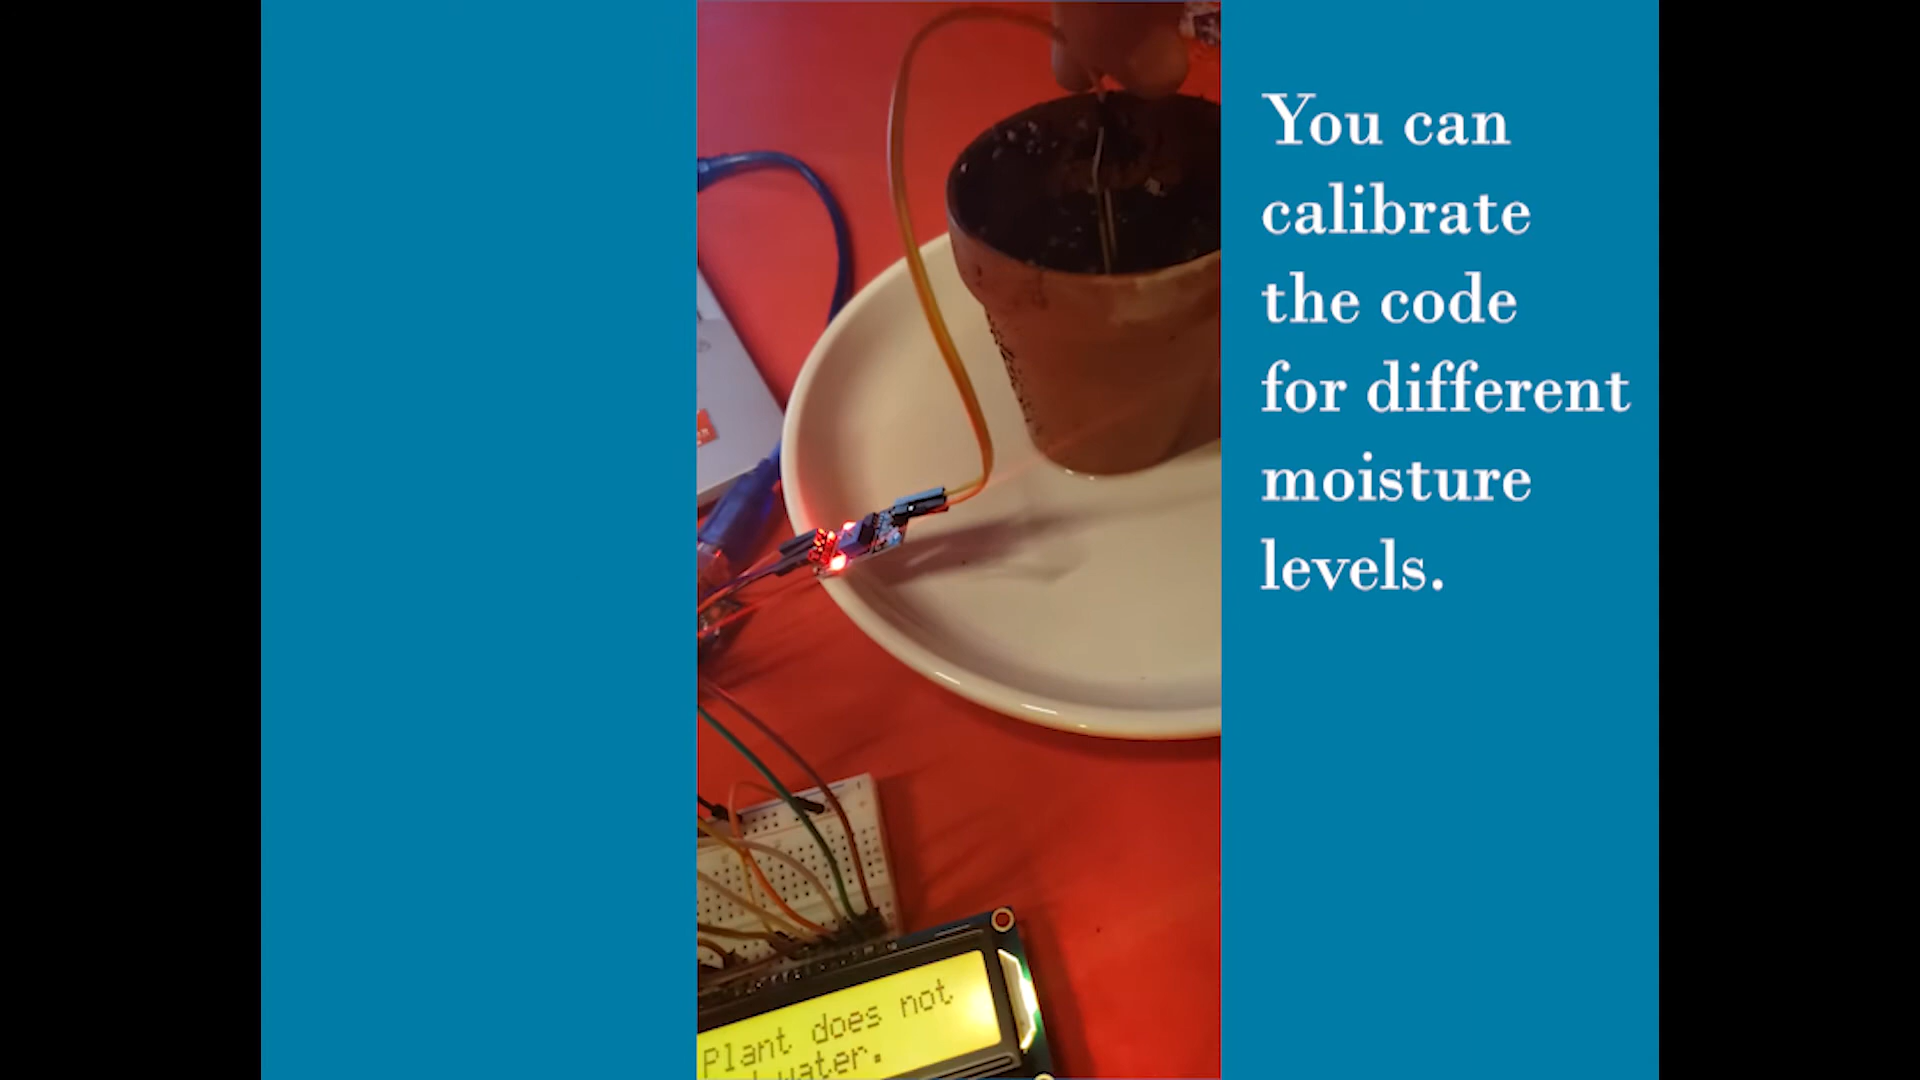 You can
calibrate
the code
for different
moisture
levels.
Plant does not
water.